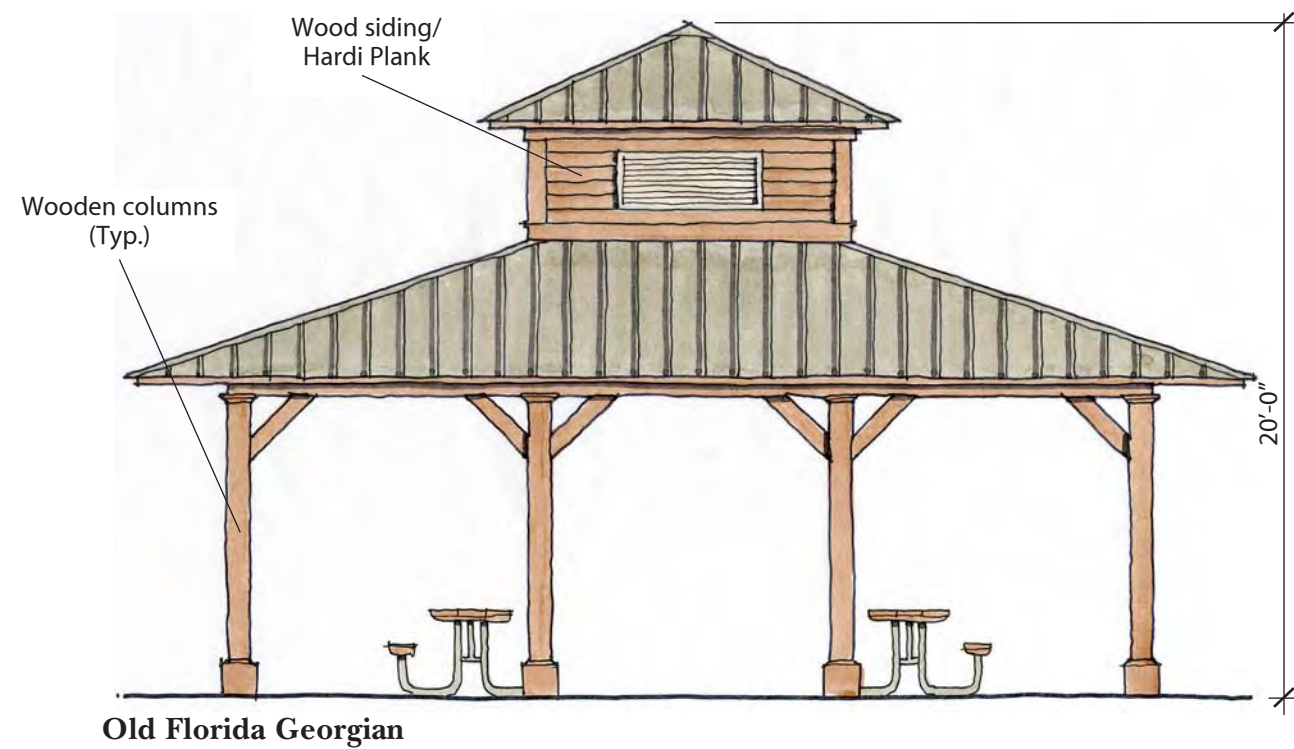 Wood siding/
Hardi Plank
Wooden columns
(Typ.)
20'-0"
Old Florida Georgian